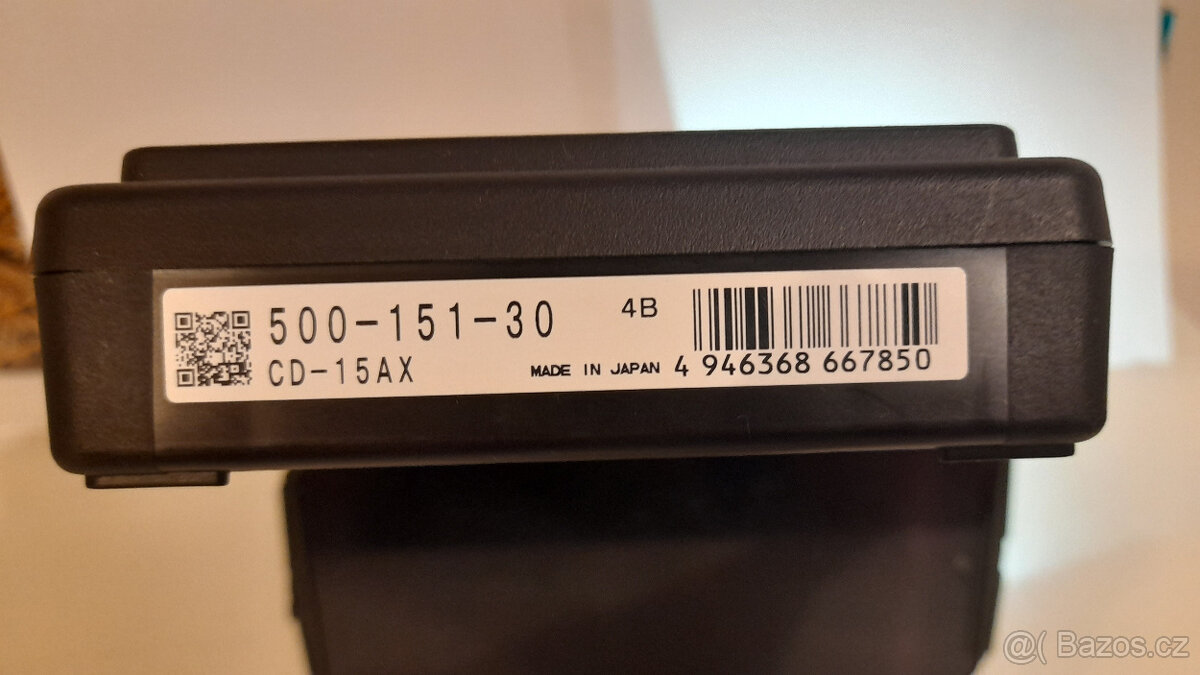 500-151-30 4B
CD-15AX MADE IN JAPAN 4 946368 667850
@( Bazos.cz